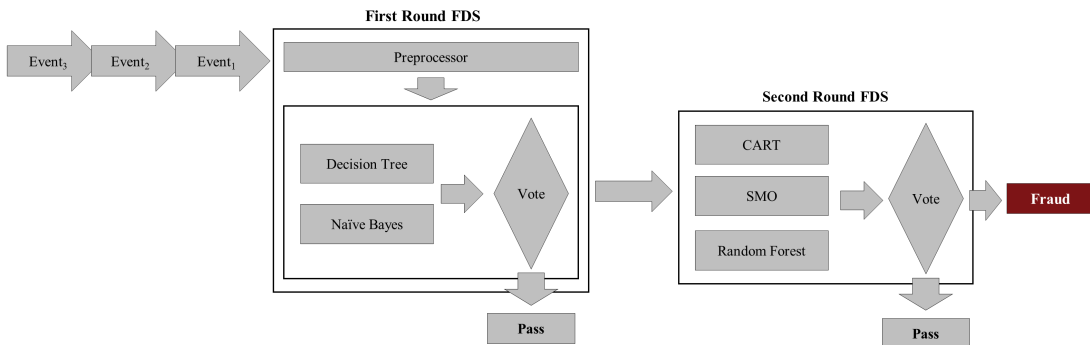 First Round FDS
Event₃
Event₂
Event₁
Preprocessor
Decision Tree
Naïve Bayes
Vote
Pass
Second Round FDS
CART
SMO
Random Forest
Vote
Fraud
Pass